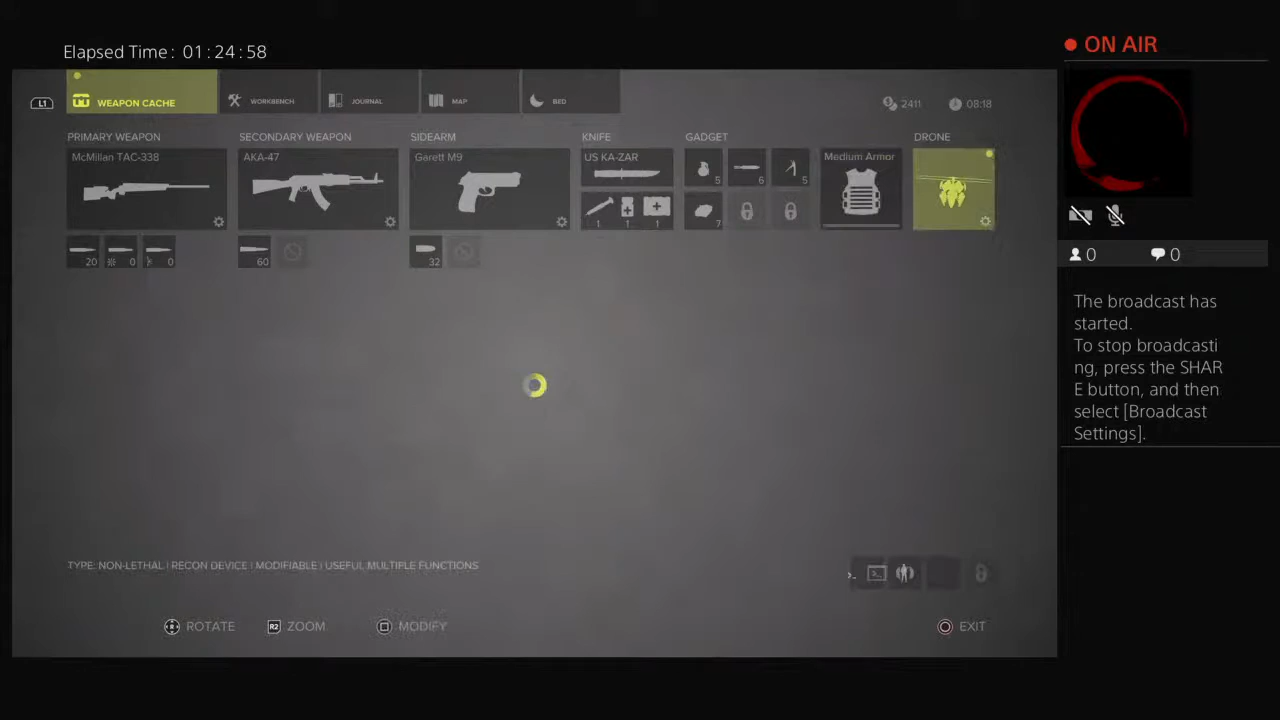 Elapsed Time: 01:24:58
ON AIR
L1
WEAPON CACHE
WORKBENCH
JOURNAL
MAP
BED
2411
08:18
PRIMARY WEAPON
SECONDARY WEAPON
SIDEARM
KNIFE
GADGET
DRONE
McMillan TAC-338
AKA-47
Garett M9
US KA-ZAR
5
6
5
Medium Armor
1
1
1
7
20
0
0
60
32
0
0
The broadcast has
started.
To stop broadcasti
ng, press the SHAR
E button, and then
select [Broadcast
Settings].
TYPE: NON-LETHAL | RECON DEVICE | MODIFIABLE | USEFUL MULTIPLE FUNCTIONS
R
ROTATE
R2
ZOOM
MODIFY
EXIT